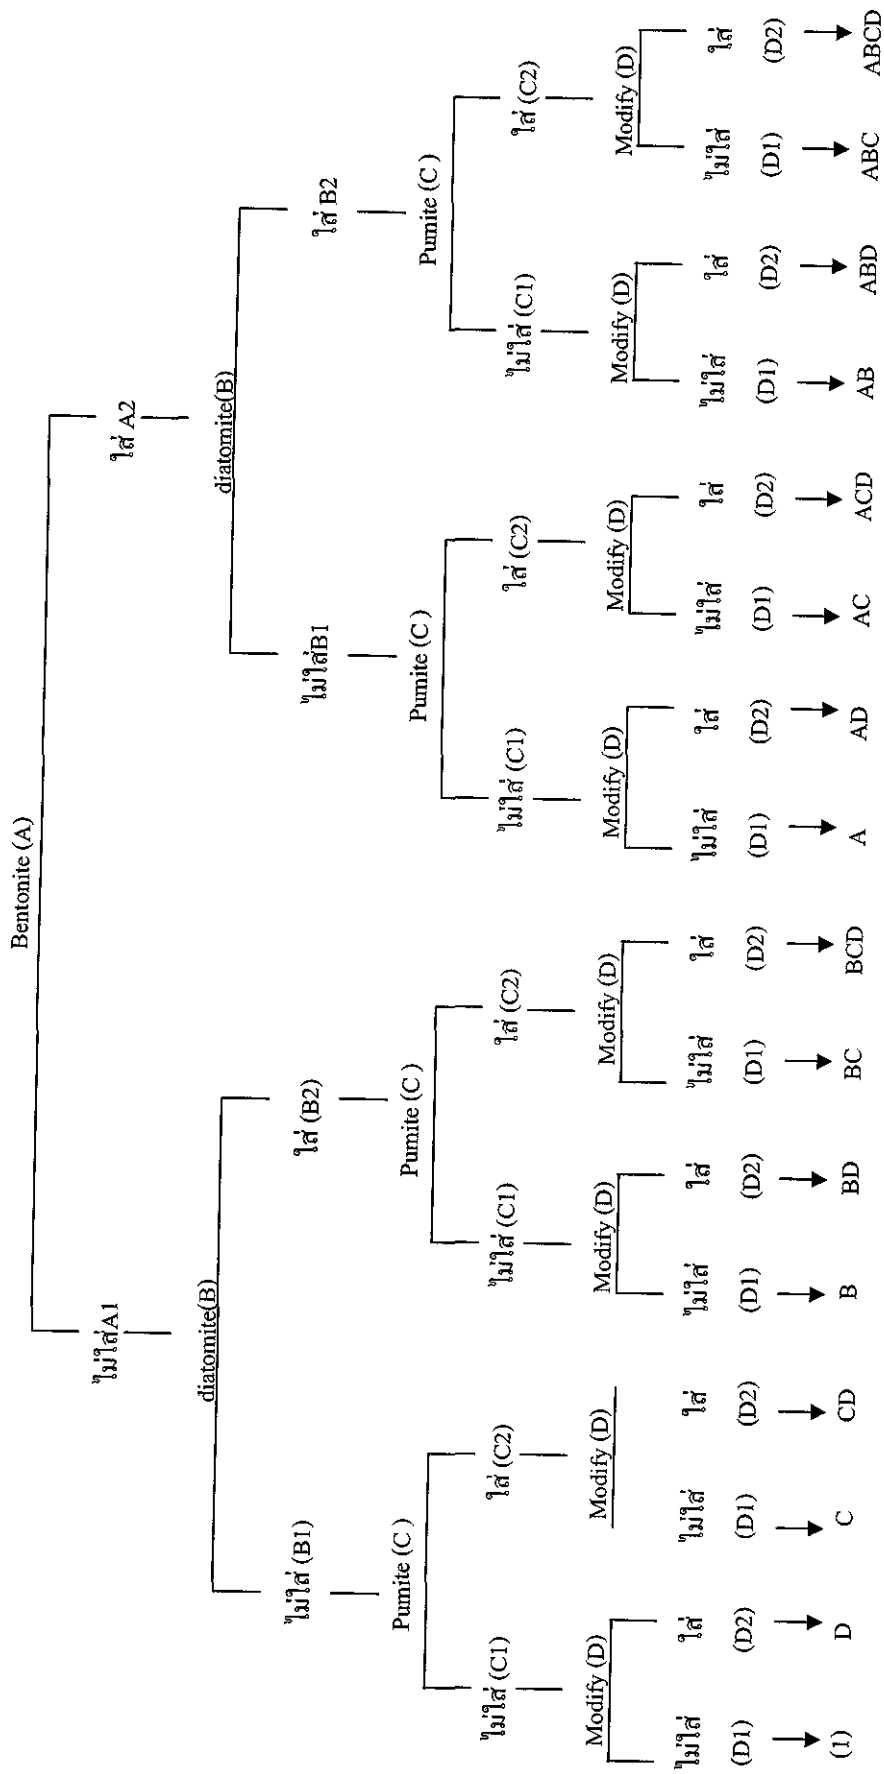 Bentonite (A)
ไม่ใส่A1 ใส่ A2
diatomite(B) diatomite(B)
ไม่ใส่ (B1) ใส่ (B2) ไม่ใส่B1 ใส่ B2
Pumite (C) Pumite (C) Pumite (C) Pumite (C)
ไม่ใส่ (C1) ใส่ (C2) ไม่ใส่ (C1) ใส่ (C2) ไม่ใส่ (C1) ใส่ (C2) ไม่ใส่ (C1) ใส่ (C2)
Modify (D) Modify (D) Modify (D) Modify (D) Modify (D) Modify (D) Modify (D) Modify (D)
ไม่ใส่ ใส่ ไม่ใส่ ใส่ ไม่ใส่ ใส่ ไม่ใส่ ใส่ ไม่ใส่ ใส่ ไม่ใส่ ใส่ ไม่ใส่ ใส่ ไม่ใส่ ใส่
(D1) (D2) (D1) (D2) (D1) (D2) (D1) (D2) (D1) (D2) (D1) (D2) (D1) (D2) (D1) (D2)
(1) D C CD B BD BC BCD A AD AC ACD AB ABD ABC ABCD